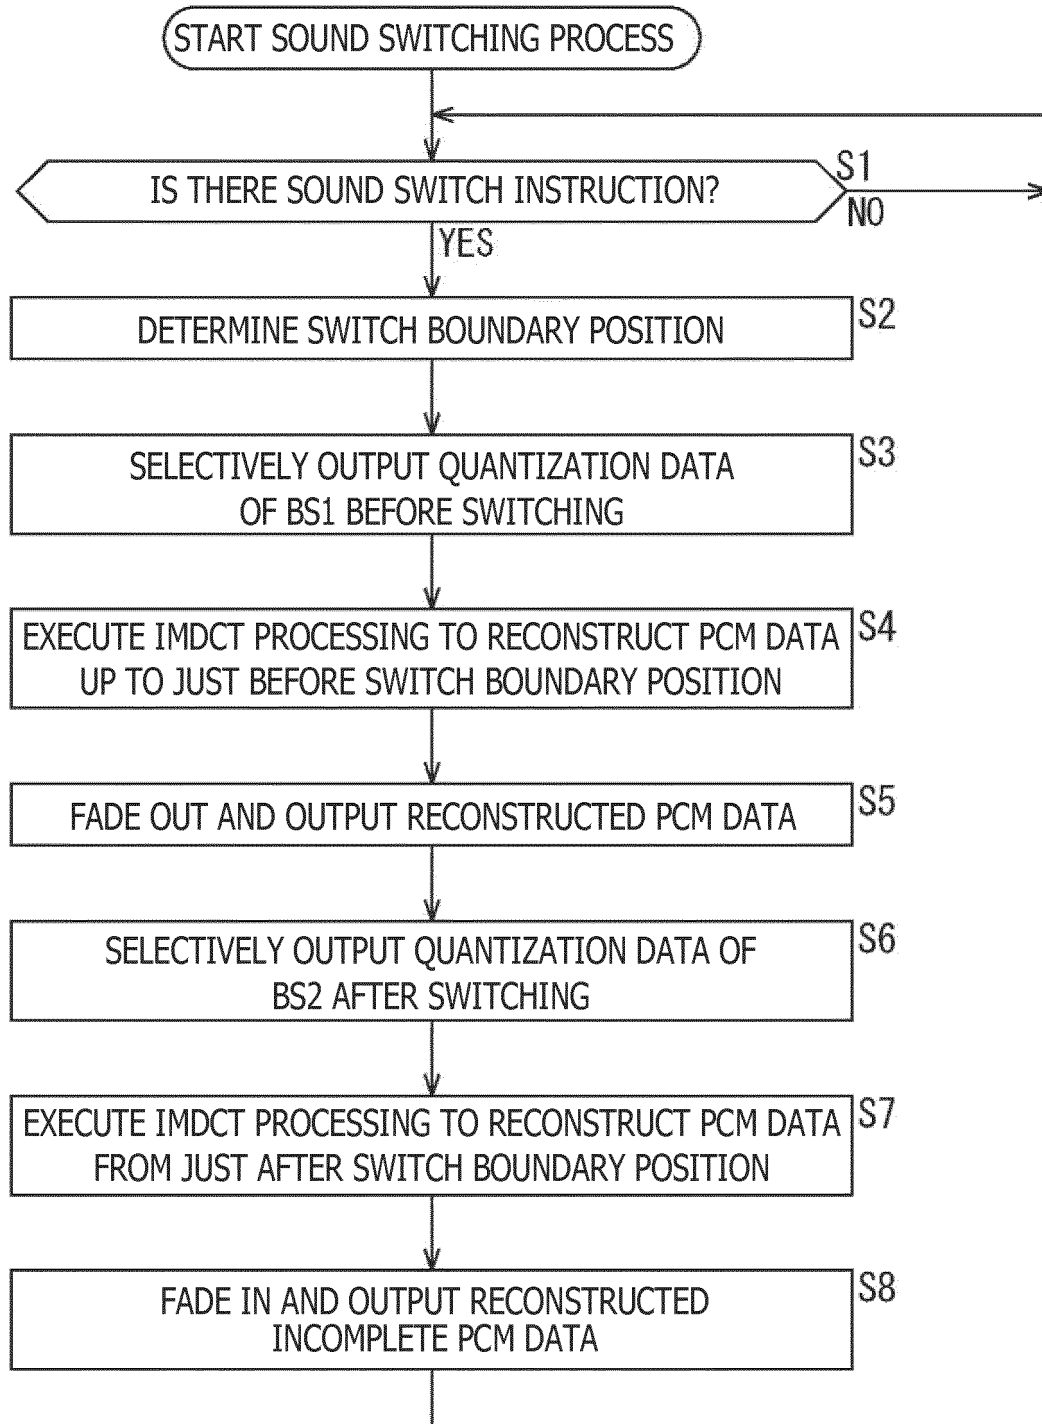 START SOUND SWITCHING PROCESS
IS THERE SOUND SWITCH INSTRUCTION?
S1
NO
YES
DETERMINE SWITCH BOUNDARY POSITION
S2
SELECTIVELY OUTPUT QUANTIZATION DATA
OF BS1 BEFORE SWITCHING
S3
EXECUTE IMDCT PROCESSING TO RECONSTRUCT PCM DATA
UP TO JUST BEFORE SWITCH BOUNDARY POSITION
S4
FADE OUT AND OUTPUT RECONSTRUCTED PCM DATA
S5
SELECTIVELY OUTPUT QUANTIZATION DATA OF
BS2 AFTER SWITCHING
S6
EXECUTE IMDCT PROCESSING TO RECONSTRUCT PCM DATA
FROM JUST AFTER SWITCH BOUNDARY POSITION
S7
FADE IN AND OUTPUT RECONSTRUCTED
INCOMPLETE PCM DATA
S8